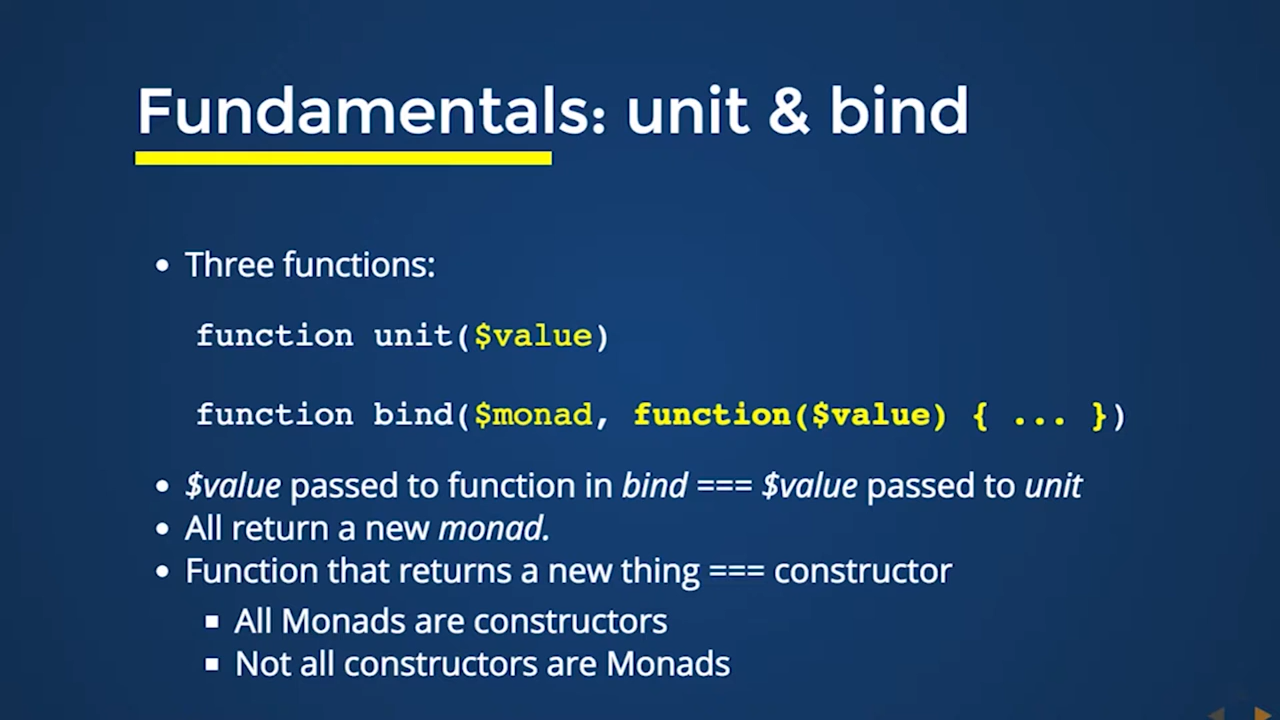 Fundamentals: unit & bind
• Three functions:
function unit($value)
function bind($monad, function($value) { ... })
• $value passed to function in bind === $value passed to unit
• All return a new monad.
• Function that returns a new thing === constructor
▪ All Monads are constructors
▪ Not all constructors are Monads